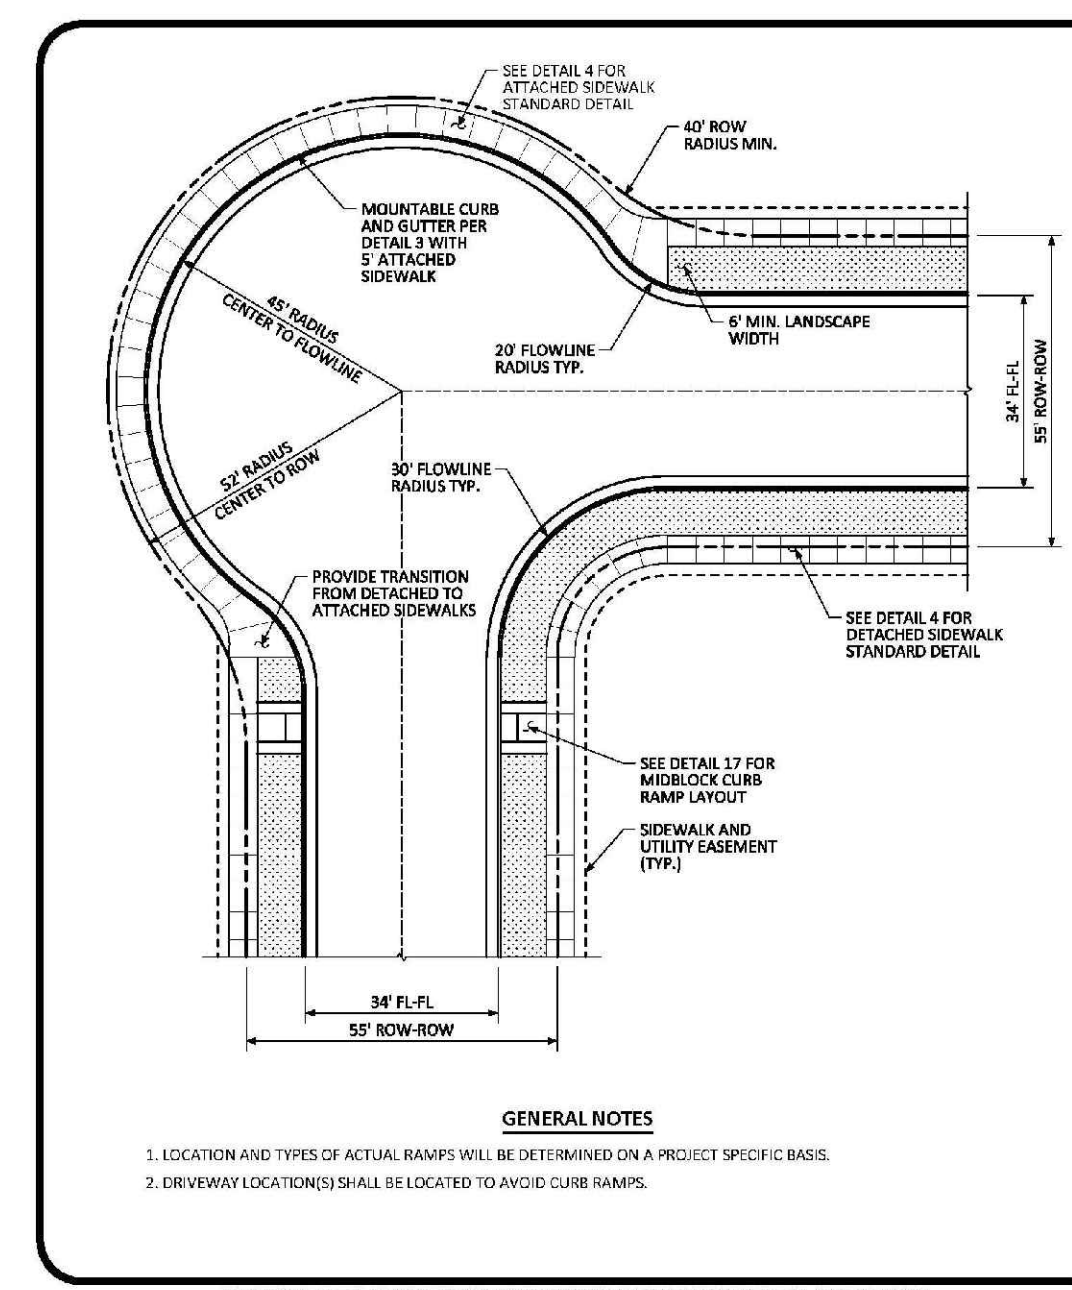 SEE DETAIL 4 FOR
ATTACHED SIDEWALK
STANDARD DETAIL
40' ROW
RADIUS MIN.
MOUNTABLE CURB
AND GUTTER PER
DETAIL 3 WITH
5' ATTACHED
SIDEWALK
45' RADIUS
CENTER TO FLOWLINE
6' MIN. LANDSCAPE
WIDTH
20' FLOWLINE
RADIUS TYP.
34' FL-FL
55' ROW-ROW
52' RADIUS
CENTER TO ROW
30' FLOWLINE
RADIUS TYP.
PROVIDE TRANSITION
FROM DETACHED TO
ATTACHED SIDEWALKS
SEE DETAIL 4 FOR
DETACHED SIDEWALK
STANDARD DETAIL
SEE DETAIL 17 FOR
MIDBLOCK CURB
RAMP LAYOUT
SIDEWALK AND
UTILITY EASEMENT
(TYP.)
34' FL-FL
55' ROW-ROW
GENERAL NOTES
1. LOCATION AND TYPES OF ACTUAL RAMPS WILL BE DETERMINED ON A PROJECT SPECIFIC BASIS.
2. DRIVEWAY LOCATION(S) SHALL BE LOCATED TO AVOID CURB RAMPS.